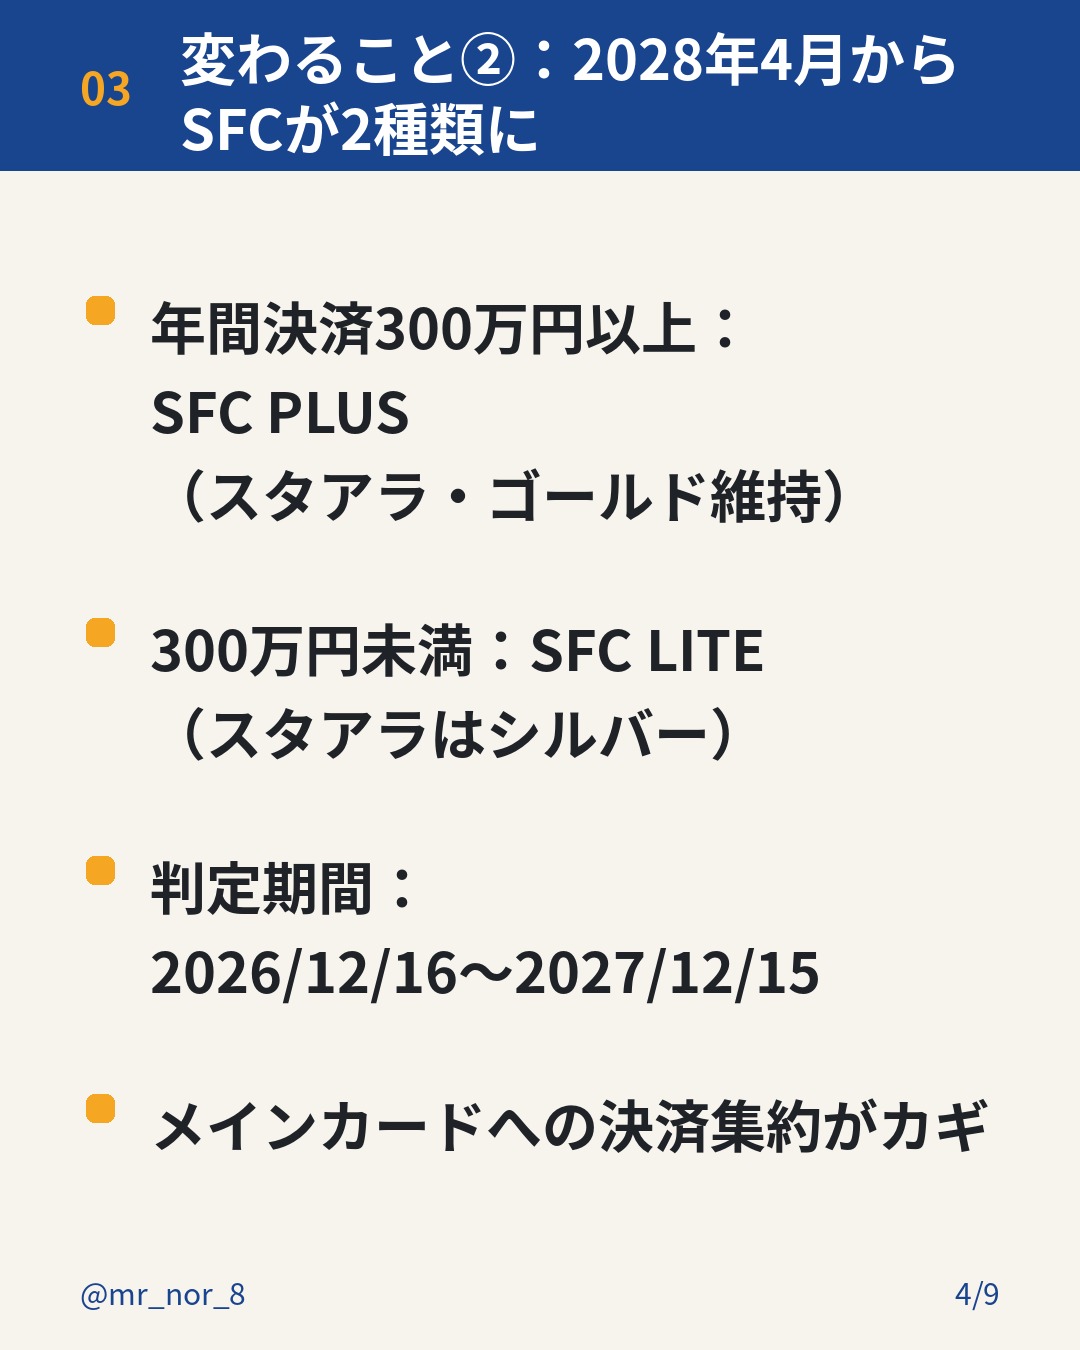 03
変わること②：2028年4月から
SFCが2種類に
年間決済300万円以上：
SFC PLUS
（スタアラ・ゴールド維持）
300万円未満：SFC LITE
（スタアラはシルバー）
判定期間：
2026/12/16〜2027/12/15
メインカードへの決済集約がカギ
@mr_nor_8
4/9